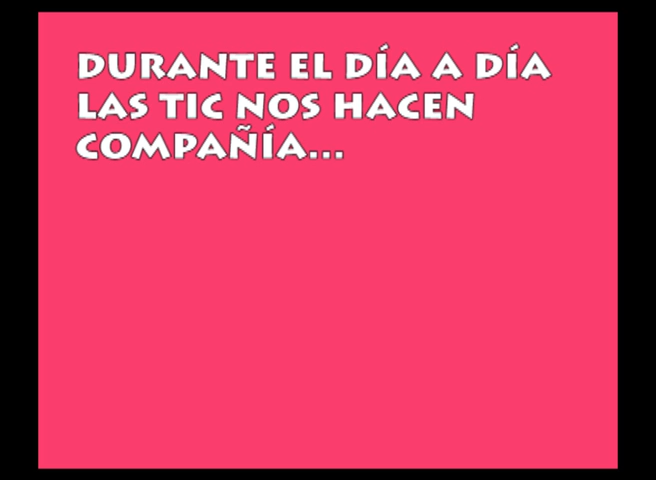 DURANTE EL DÍA A DÍA
LAS TIC NOS HACEN
COMPAÑÍA...